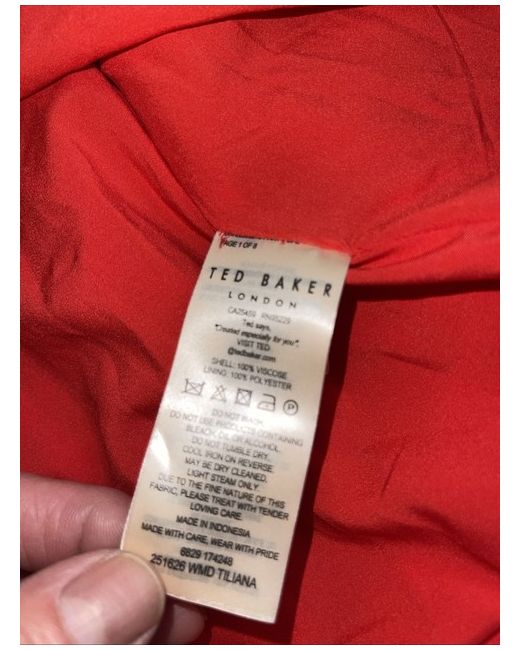 PAGE 1 OF 8
TED BAKER
LONDON
CA25459 RN95229
Ted says,
"Created especially for you".
VISIT TED
@tedbaker.com
SHELL: 100% VISCOSE
LINING: 100% POLYESTER
DO NOT WASH.
DO NOT USE PRODUCTS CONTAINING
BLEACH, OIL OR ALCOHOL.
DO NOT TUMBLE DRY.
COOL IRON ON REVERSE.
MAY BE DRY CLEANED.
LIGHT STEAM ONLY.
DUE TO THE FINE NATURE OF THIS
FABRIC, PLEASE TREAT WITH TENDER
LOVING CARE.
MADE IN INDONESIA
MADE WITH CARE, WEAR WITH PRIDE
6629 174248
251626 WMD TILIANA